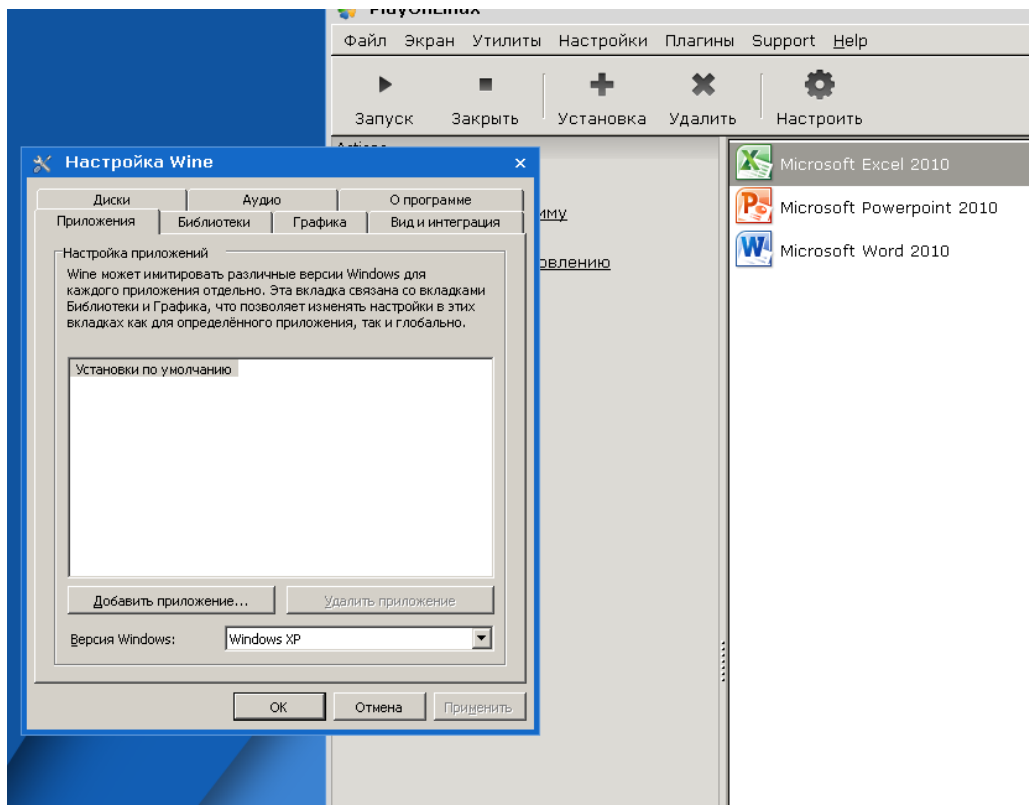 PlayOnLinux
Файл Экран Утилиты Настройки Плагины Support Help
Запуск Закрыть Установка Удалить Настроить
Настройка Wine
Диски Аудио О программе
Приложения Библиотеки Графика Вид и интеграция
Настройка приложений
Wine может имитировать различные версии Windows для
каждого приложения отдельно. Эта вкладка связана со вкладками
Библиотеки и Графика, что позволяет изменять настройки в этих
вкладках как для определённого приложения, так и глобально.
Установки по умолчанию
Добавить приложение... Удалить приложение
Версия Windows: Windows XP
ОК Отмена Применить
Actions
мму
овлению
Microsoft Excel 2010
Microsoft Powerpoint 2010
Microsoft Word 2010